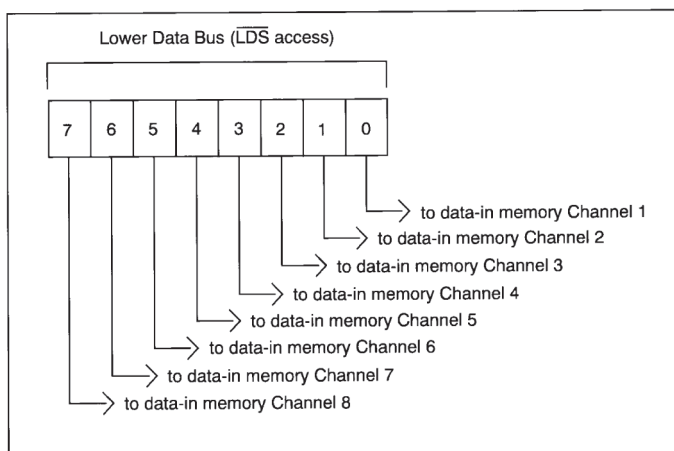 Lower Data Bus (LDS access)
7 6 5 4 3 2 1 0
to data-in memory Channel 1
to data-in memory Channel 2
to data-in memory Channel 3
to data-in memory Channel 4
to data-in memory Channel 5
to data-in memory Channel 6
to data-in memory Channel 7
to data-in memory Channel 8